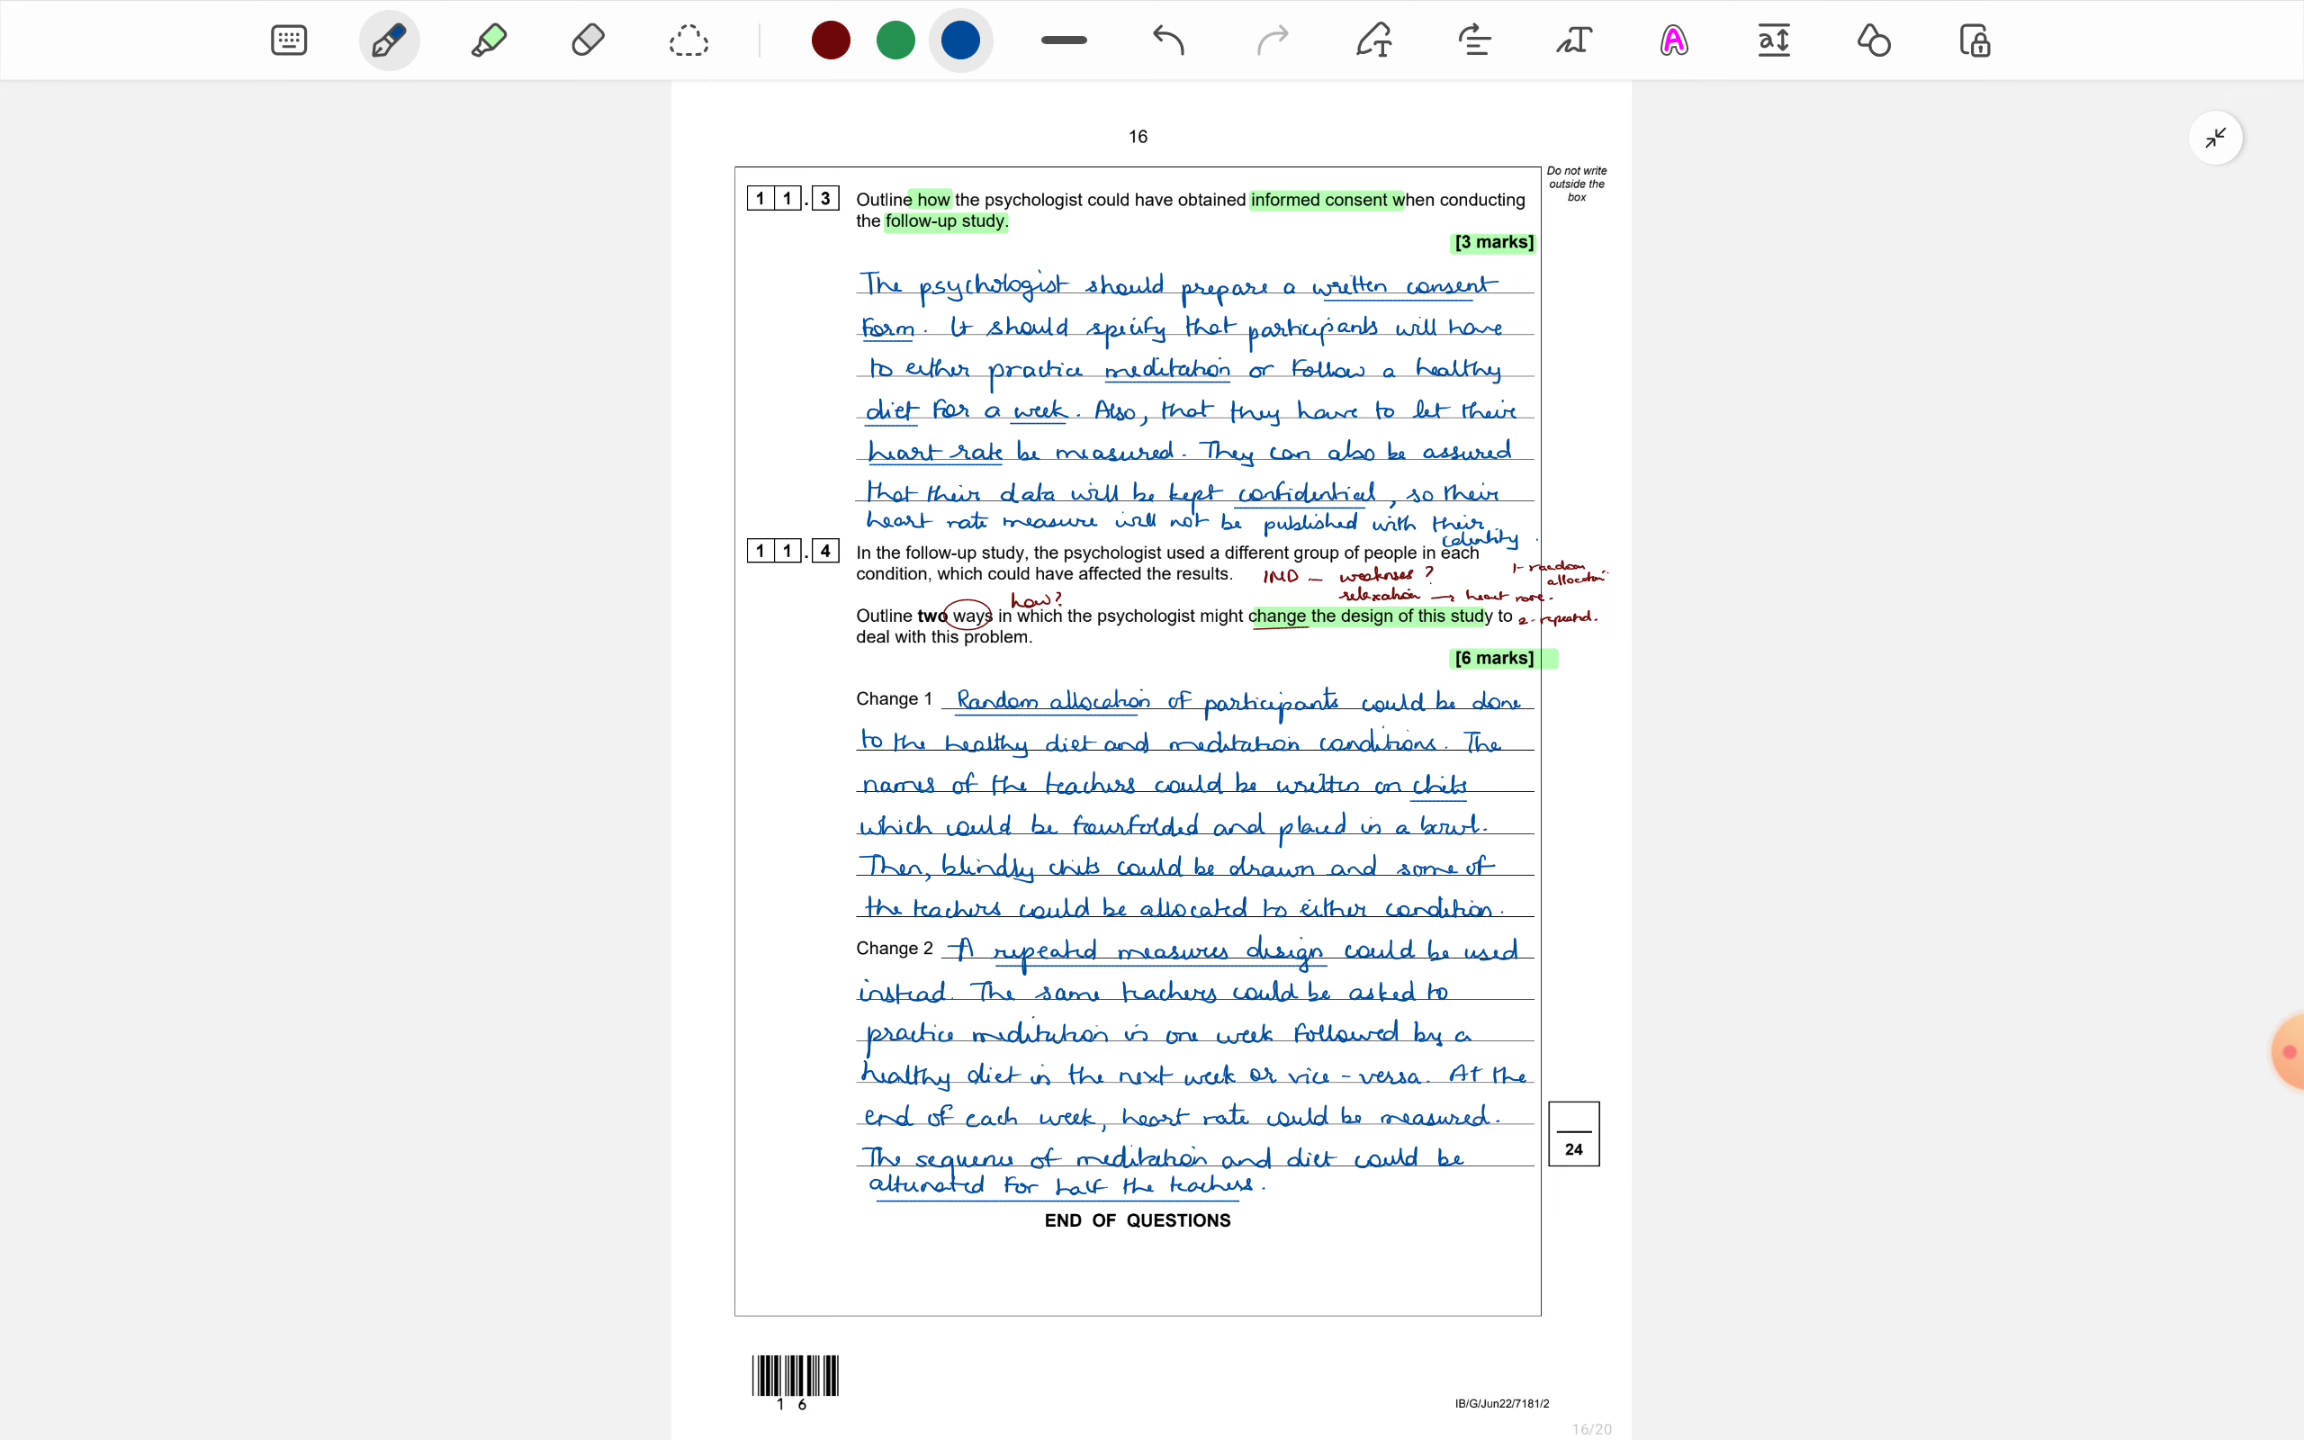 16
Do not write
outside the
box
11.3 Outline how the psychologist could have obtained informed consent when conducting
the follow-up study.
[3 marks]
The psychologist should prepare a written consent
form. It should specify that participants will have
to either practice meditation or follow a healthy
diet for a week. Also, that they have to let their
heart rate be measured. They can also be assured
that their data will be kept confidential, so their
heart rate measure will not be published with their
identity.
11.4 In the follow-up study, the psychologist used a different group of people in each
condition, which could have affected the results. IND - weakness?
1- random
allocation.
relaxation → heart rate.
how?
Outline two ways in which the psychologist might change the design of this study to 2- repeated.
deal with this problem.
[6 marks]
Change 1 Random allocation of participants could be done
to the healthy diet and meditation conditions. The
names of the teachers could be written on chits
which could be fourfolded and placed in a bowl.
Then, blindly chits could be drawn and some of
the teachers could be allocated to either condition.
Change 2 A repeated measures design could be used
instead. The same teachers could be asked to
practice meditation in one week followed by a
healthy diet in the next week or vice-versa. At the
end of each week, heart rate could be measured.
The sequence of meditation and diet could be
alternated for half the teachers.
24
END OF QUESTIONS
16
IB/G/Jun22/7181/2
16/20